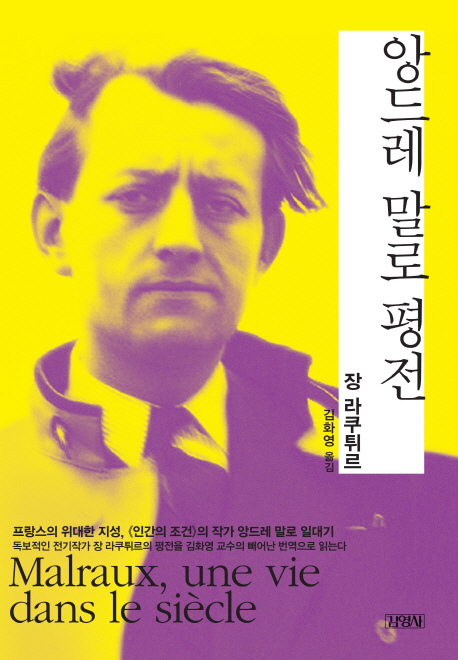 앙드레 말로 평전
장 라쿠튀르
김화영 옮김
프랑스의 위대한 지성, 《인간의 조건》의 작가 앙드레 말로 일대기
독보적인 전기작가 장 라쿠튀르의 평전을 김화영 교수의 빼어난 번역으로 읽는다
Malraux, une vie
dans le siècle
김영사